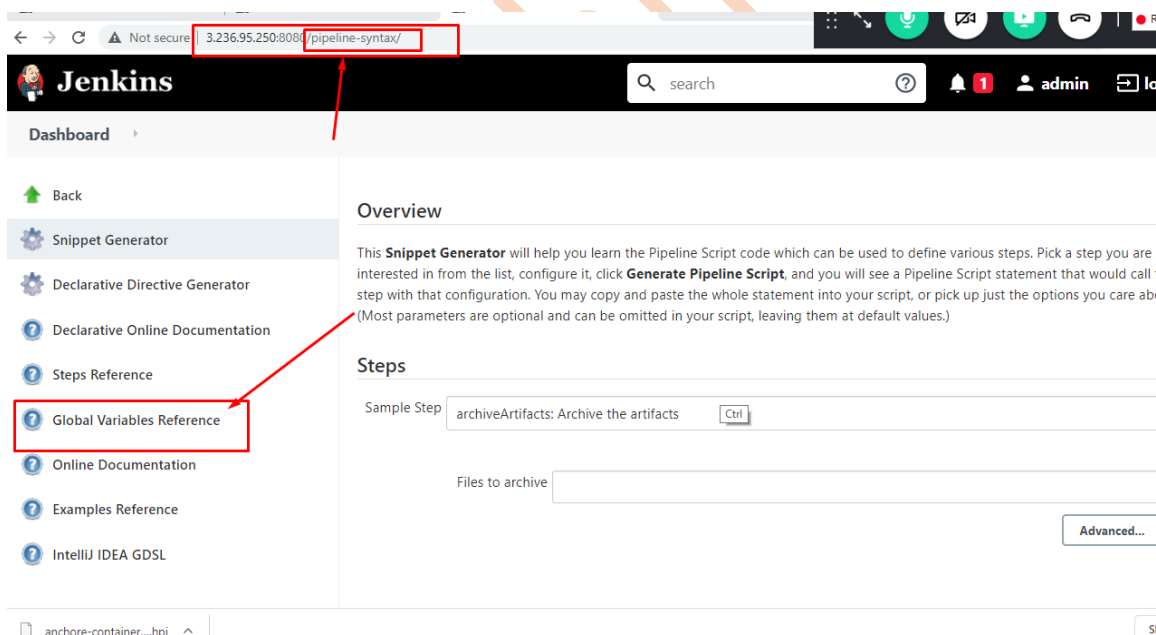 Not secure 3.236.95.250:8080/pipeline-syntax/
Jenkins
search
1
admin
Dashboard
Back
Snippet Generator
Declarative Directive Generator
Declarative Online Documentation
Steps Reference
Global Variables Reference
Online Documentation
Examples Reference
IntelliJ IDEA GDSL
Overview
This Snippet Generator will help you learn the Pipeline Script code which can be used to define various steps. Pick a step you are
interested in from the list, configure it, click Generate Pipeline Script, and you will see a Pipeline Script statement that would call
step with that configuration. You may copy and paste the whole statement into your script, or pick up just the options you care
(Most parameters are optional and can be omitted in your script, leaving them at default values.)
Steps
Sample Step
archiveArtifacts: Archive the artifacts
Ctrl
Files to archive
Advanced...
anchore-container....hpi